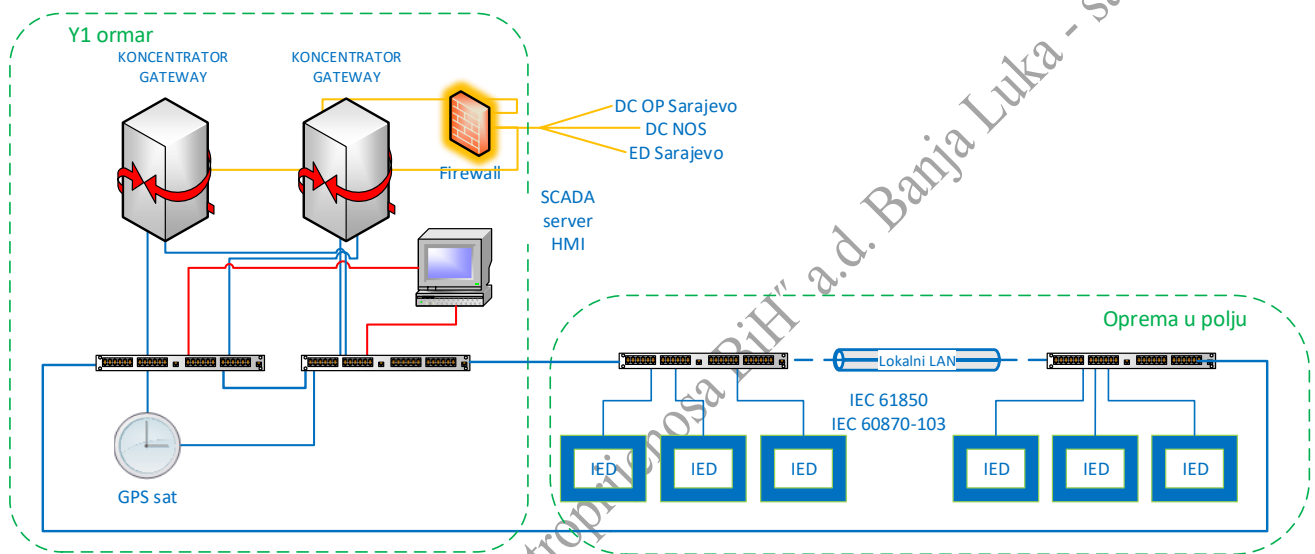 Y1 ormar
KONCENTRATOR
GATEWAY
KONCENTRATOR
GATEWAY
Firewall
DC OP Sarajevo
DC NOS
ED Sarajevo
SCADA
server
HMI
GPS sat
Oprema u polju
Lokalni LAN
IEC 61850
IEC 60870-103
IED
IED
IED
IED
IED
IED
BiH" a.d. Banja Luka -